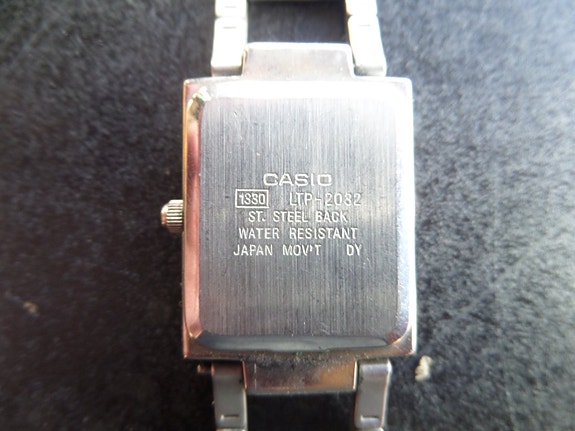 CASIO
1330 LTP-2032
ST. STEEL BACK
WATER RESISTANT
JAPAN MOV'T DY